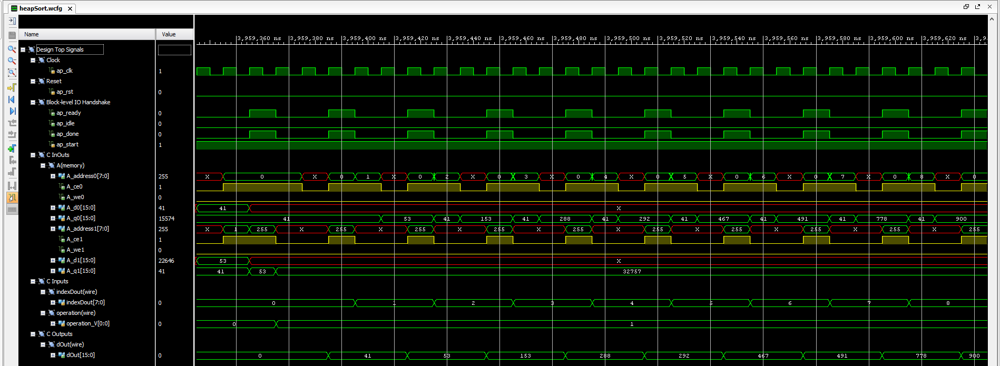 heapSort.wcfg
Name Value
3,959,360 ns 3,959,380 ns 3,959,400 ns 3,959,420 ns 3,959,440 ns 3,959,460 ns 3,959,480 ns 3,959,500 ns 3,959,520 ns 3,959,540 ns 3,959,560 ns 3,959,580 ns 3,959,600 ns 3,959,620 ns 3,9
Design Top Signals
Clock
ap_clk 1
Reset
ap_rst 0
Block-level IO Handshake
ap_ready 0
ap_idle 0
ap_done 0
ap_start 1
C InOuts
A(memory)
A_address0[7:0] 255 X 0 X 0 1 X 0 2 X 0 3 X 0 4 X 0 5 X 0 6 X 0 7 X 0 8 X 0
A_ce0 1
A_we0 0
A_d0[15:0] 41 41 X
A_q0[15:0] 15574 41 53 41 153 41 288 41 292 41 467 41 491 41 778 41 900
A_address1[7:0] 255 X 1 255 X 255 X 255 X 255 X 255 X 255 X 255 X 255 X 255 X 255
A_ce1 1
A_we1 0
A_d1[15:0] 22646 53 X
A_q1[15:0] 41 41 53 32757
C Inputs
indexDout(wire)
indexDout[7:0] 0 0 1 2 3 4 5 6 7 8
operation(wire)
operation_V[0:0] 0 0 1
C Outputs
dOut(wire)
dOut[15:0] 0 0 41 53 153 288 292 467 491 778 900